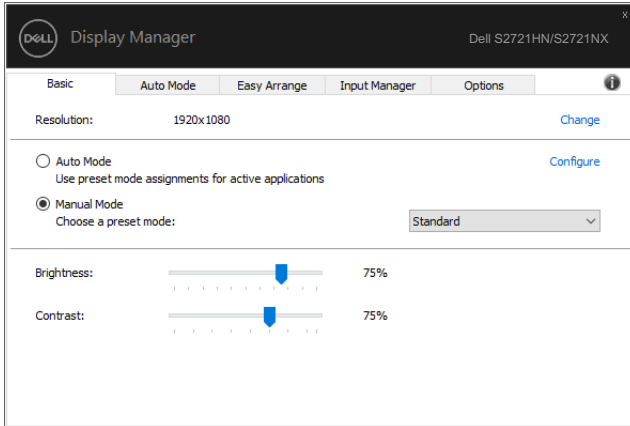 DELL Display Manager Dell S2721HN/S2721NX
x
Basic Auto Mode Easy Arrange Input Manager Options i
Resolution: 1920x1080 Change
Auto Mode Configure
Use preset mode assignments for active applications
Manual Mode
Choose a preset mode: Standard
Brightness: 75%
Contrast: 75%